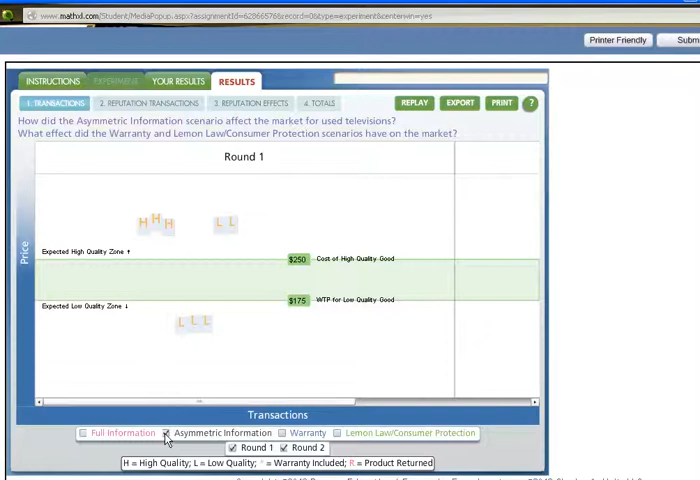 www.mathxl.com/Student/MediaPopup.aspx?assignmentId=62866576&record=0&type=experiment&centerwin=yes
Printer Friendly
INSTRUCTIONS EXPERIMENT YOUR RESULTS RESULTS
1. TRANSACTIONS 2. REPUTATION TRANSACTIONS 3. REPUTATION EFFECTS 4. TOTALS REPLAY EXPORT PRINT ?
How did the Asymmetric Information scenario affect the market for used televisions?
What effect did the Warranty and Lemon Law/Consumer Protection scenarios have on the market?
Round 1
H H H L L
Expected High Quality Zone ↑
$250 Cost of High Quality Good
Price
$175 WTP for Low Quality Good
Expected Low Quality Zone ↓
L L L
Transactions
Full Information Asymmetric Information Warranty Lemon Law/Consumer Protection
Round 1 Round 2
H = High Quality; L = Low Quality; * = Warranty Included; R = Product Returned